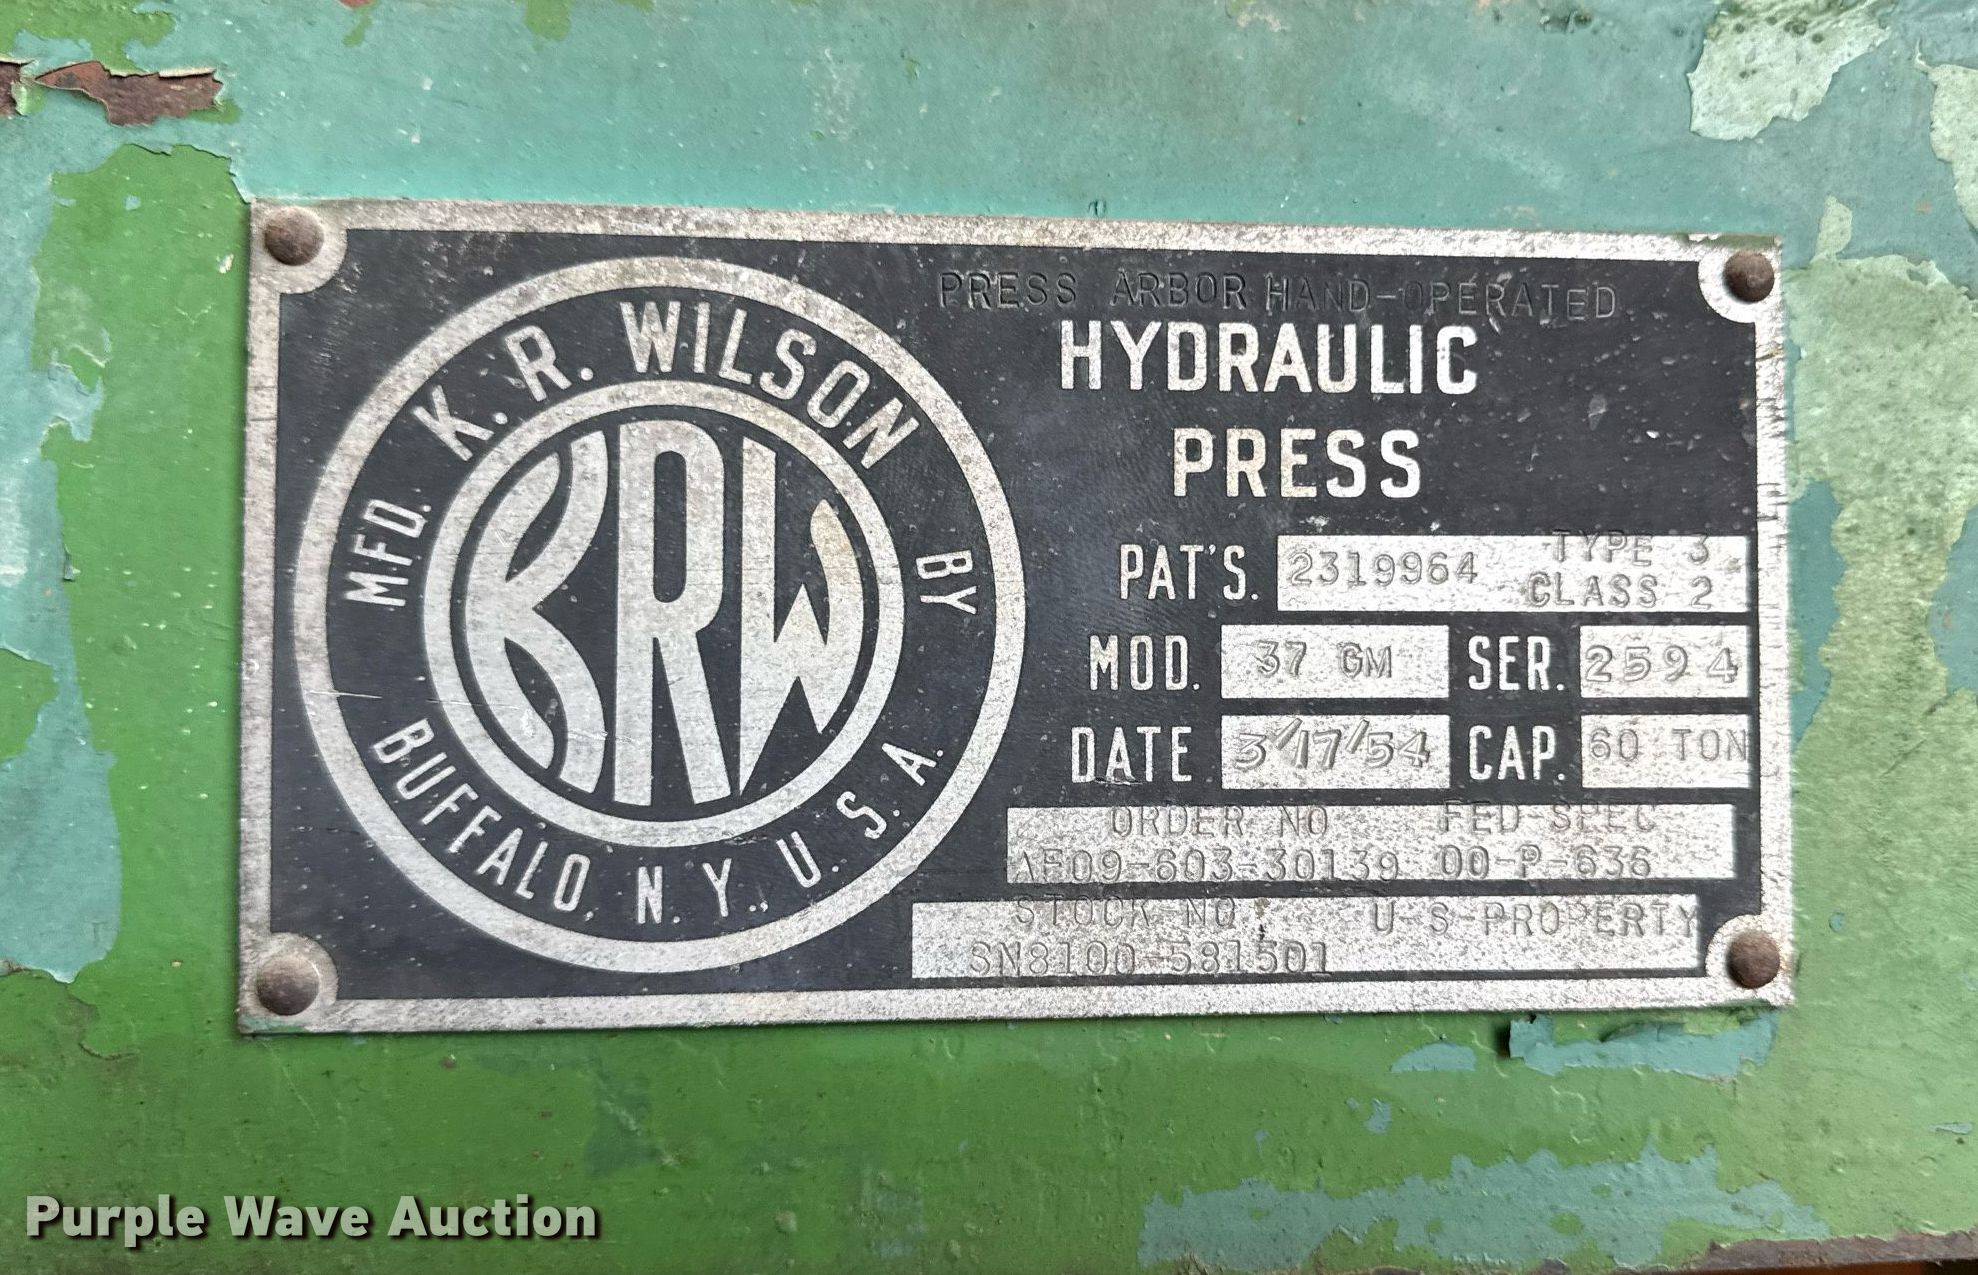 MFD. BY
K. R. WILSON
KRW
BUFFALO, N.Y., U.S.A.
PRESS ARBOR HAND-OPERATED
HYDRAULIC
PRESS
PAT'S. 2319964 TYPE 3
CLASS 2
MOD. 37 GM SER. 2594
DATE 3/17/54 CAP. 60 TON
ORDER NO FED-SPEC
AF09-603-30139 00-P-636
STOCK-NO U-S-PROPERTY
SN8100-581501
Purple Wave Auction